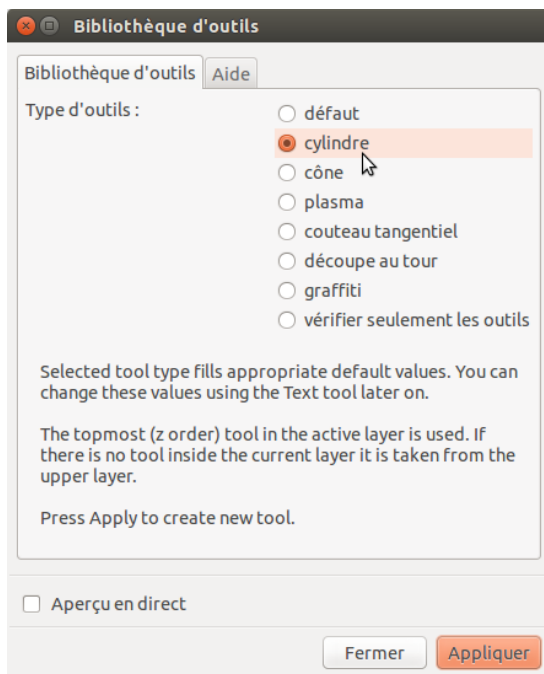 Bibliothèque d'outils
Bibliothèque d'outils Aide
Type d'outils :
défaut
cylindre
cône
plasma
couteau tangentiel
découpe au tour
graffiti
vérifier seulement les outils
Selected tool type fills appropriate default values. You can
change these values using the Text tool later on.
The topmost (z order) tool in the active layer is used. If
there is no tool inside the current layer it is taken from the
upper layer.
Press Apply to create new tool.
Aperçu en direct
Fermer Appliquer